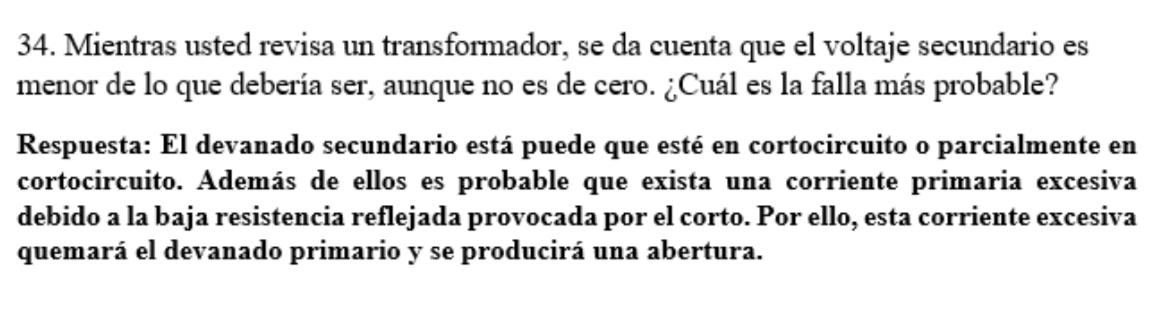 34. Mientras usted revisa un transformador, se da cuenta que el voltaje secundario es
menor de lo que debería ser, aunque no es de cero. ¿Cuál es la falla más probable?
Respuesta: El devanado secundario está puede que esté en cortocircuito o parcialmente en
cortocircuito. Además de ellos es probable que exista una corriente primaria excesiva
debido a la baja resistencia reflejada provocada por el corto. Por ello, esta corriente excesiva
quemará el devanado primario y se producirá una abertura.